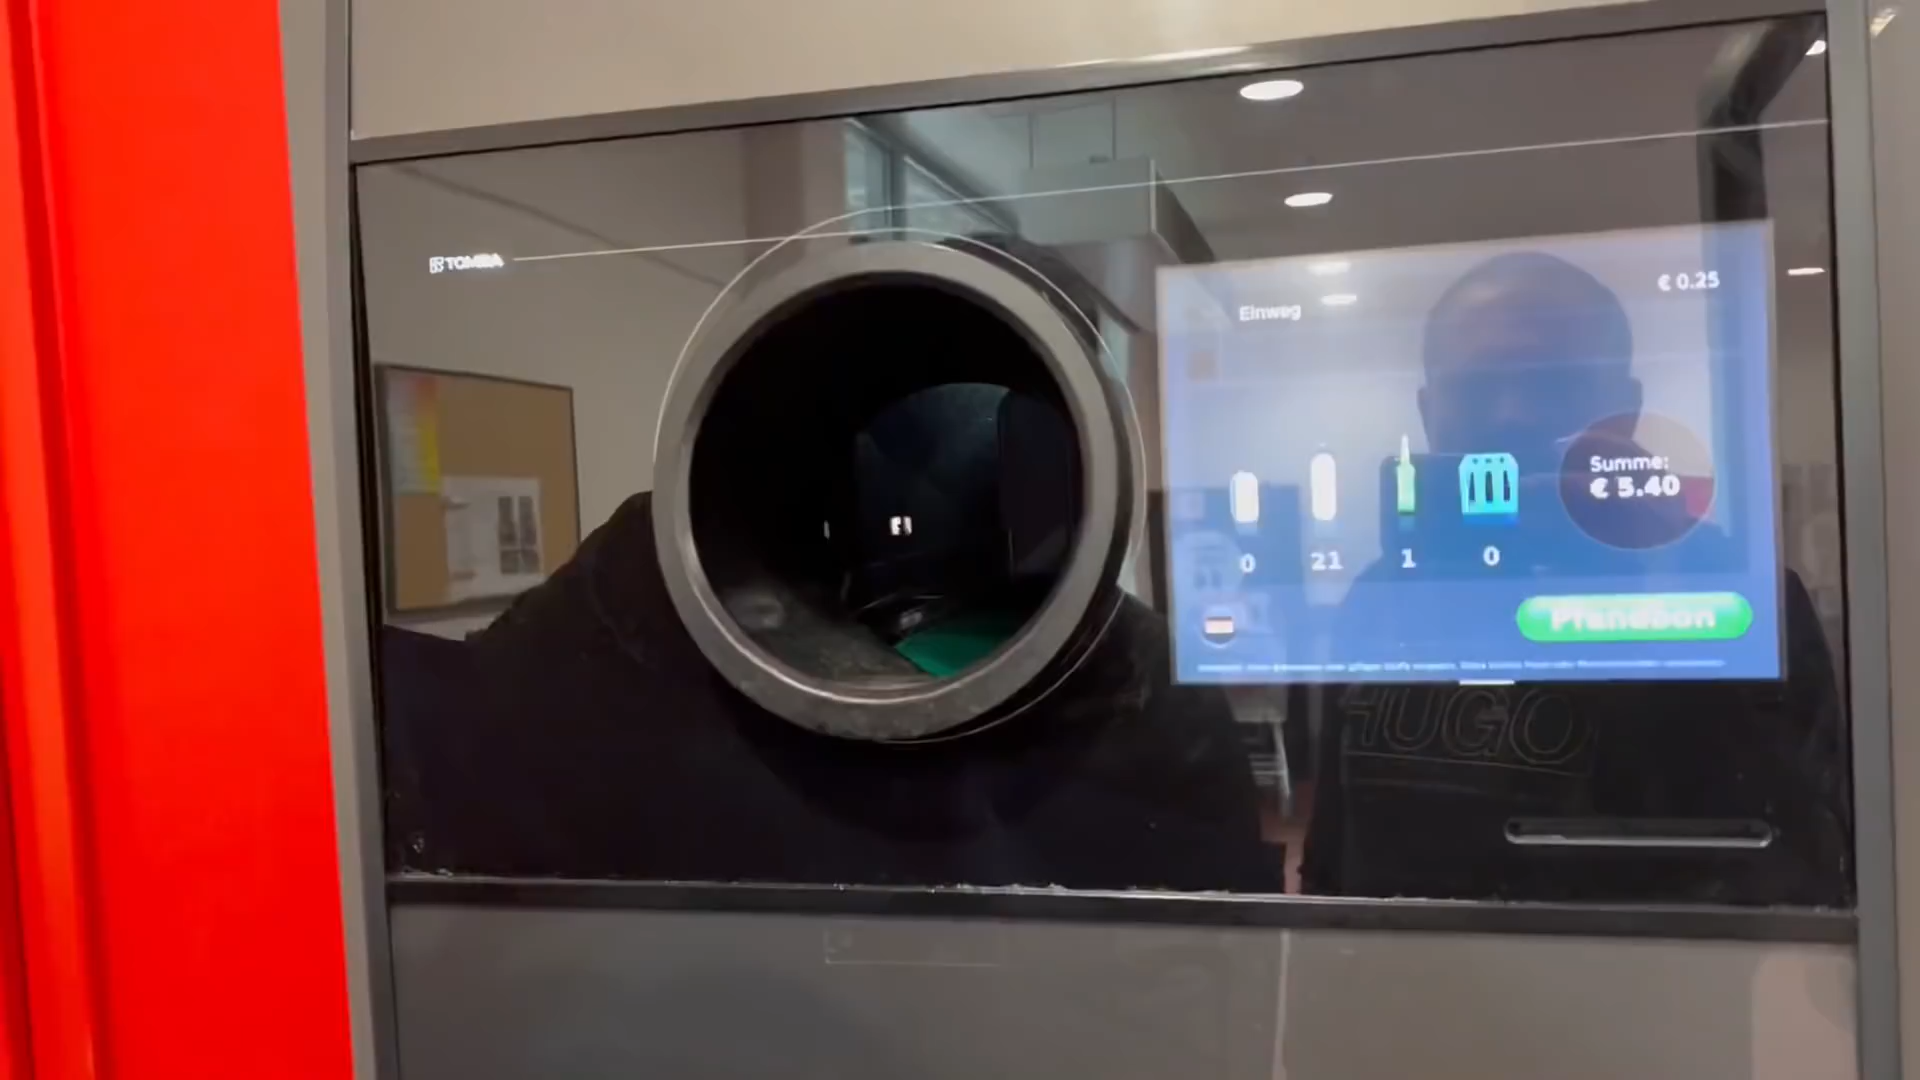 TOMRA
€ 0.25
Einweg
Summe:
€ 5.40
0
21
1
0
Pfandbon
HUGO